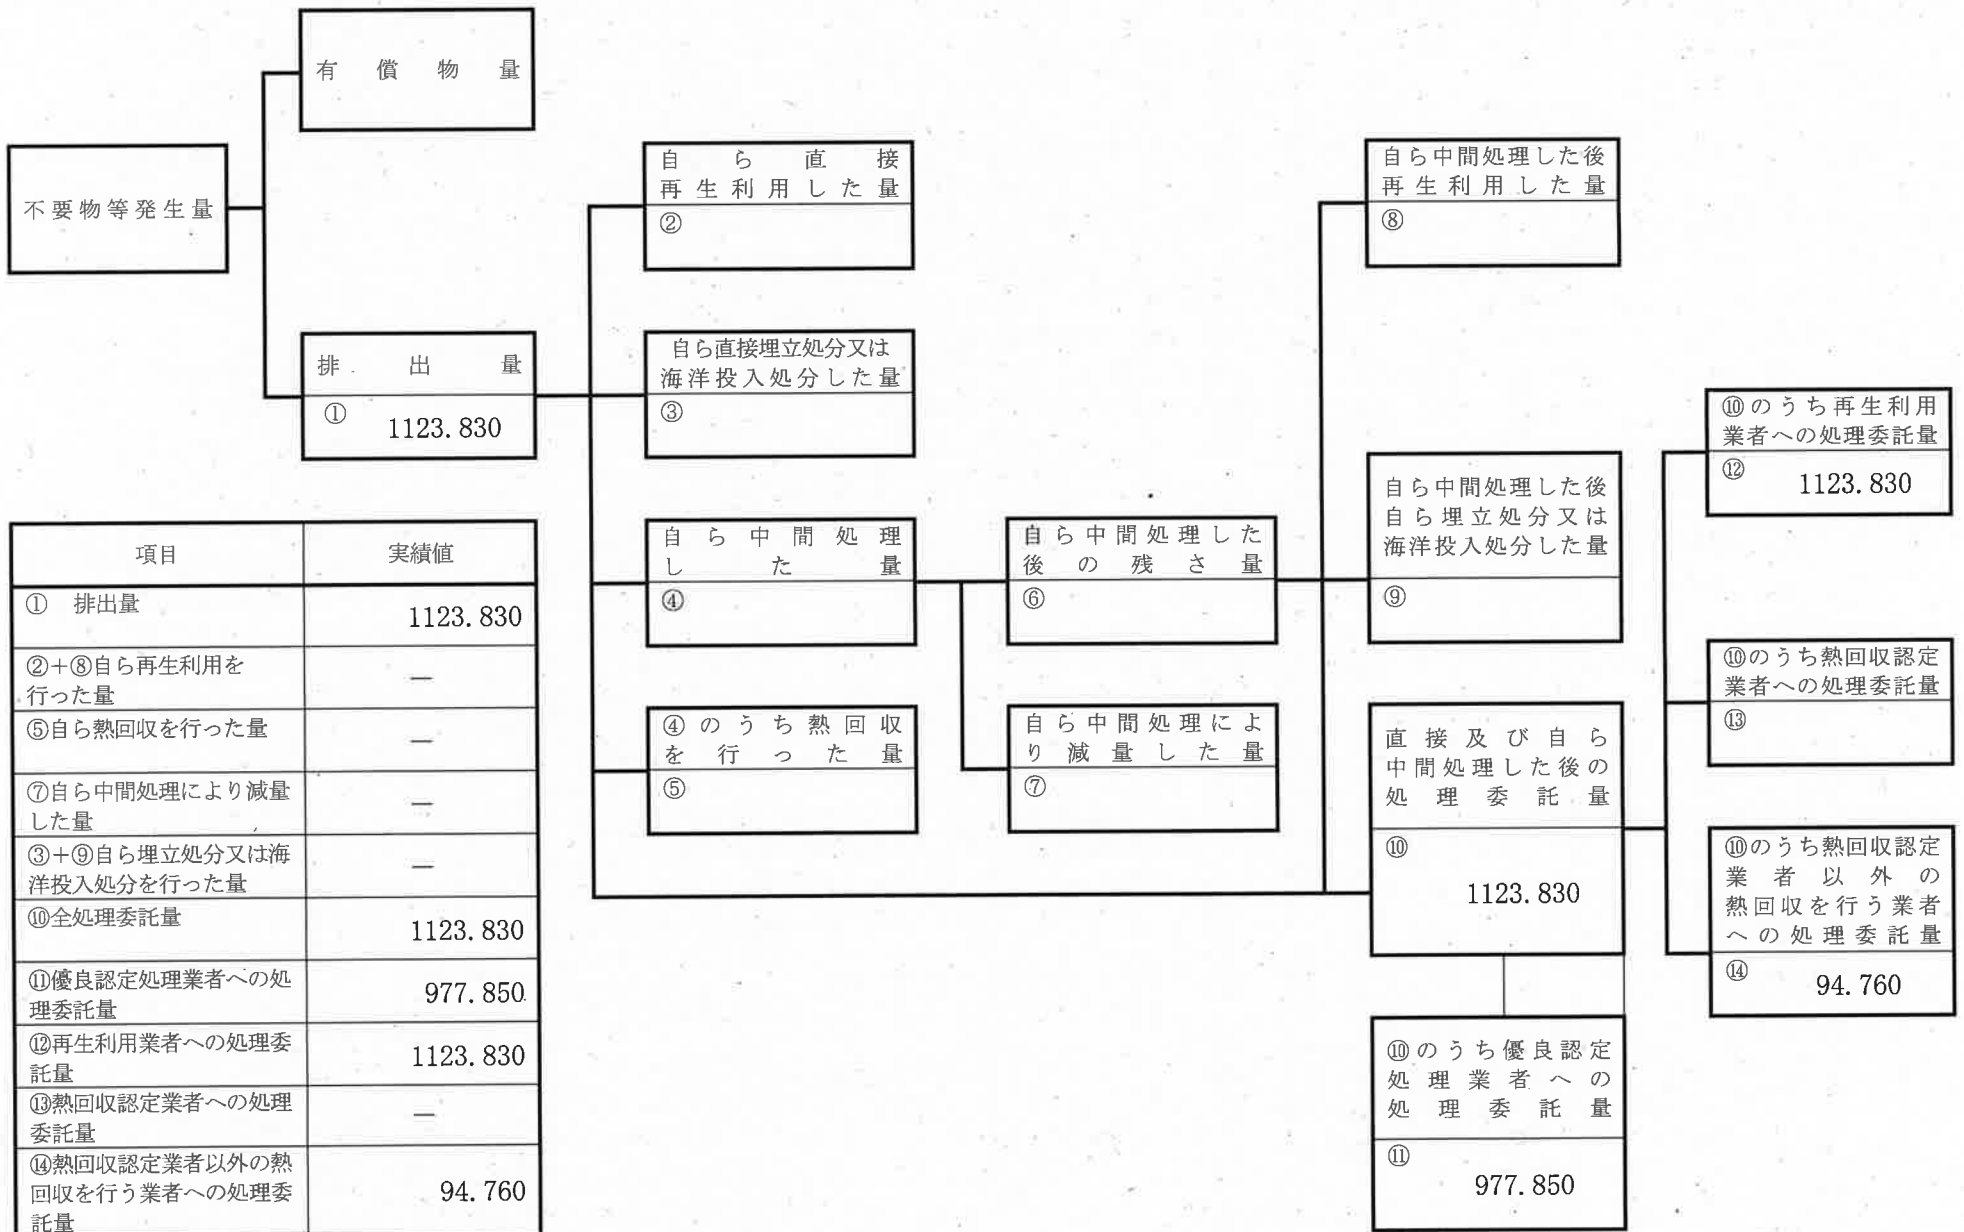 有償物量
不要物等発生量
排出量
① 1123.830
自ら直接
再生利用した量
②
自ら直接埋立処分又は
海洋投入処分した量
③
自ら中間処理
した量
④
④のうち熱回収
を行った量
⑤
自ら中間処理した
後の残さ量
⑥
自ら中間処理によ
り減量した量
⑦
自ら中間処理した後
再生利用した量
⑧
自ら中間処理した後
自ら埋立処分又は
海洋投入処分した量
⑨
直接及び自ら
中間処理した後の
処理委託量
⑩
1123.830
⑩のうち優良認定
処理業者への
処理委託量
⑪
977.850
⑩のうち再生利用
業者への処理委託量
⑫ 1123.830
⑩のうち熱回収認定
業者への処理委託量
⑬
⑩のうち熱回収認定
業者以外の
熱回収を行う業者
への処理委託量
⑭ 94.760
項目 実績値
① 排出量 1123.830
②+⑧自ら再生利用を
行った量 —
⑤自ら熱回収を行った量 —
⑦自ら中間処理により減量
した量 —
③+⑨自ら埋立処分又は海
洋投入処分を行った量 —
⑩全処理委託量 1123.830
⑪優良認定処理業者への処
理委託量 977.850
⑫再生利用業者への処理委
託量 1123.830
⑬熱回収認定業者への処理
委託量 —
⑭熱回収認定業者以外の熱
回収を行う業者への処理委
託量 94.760